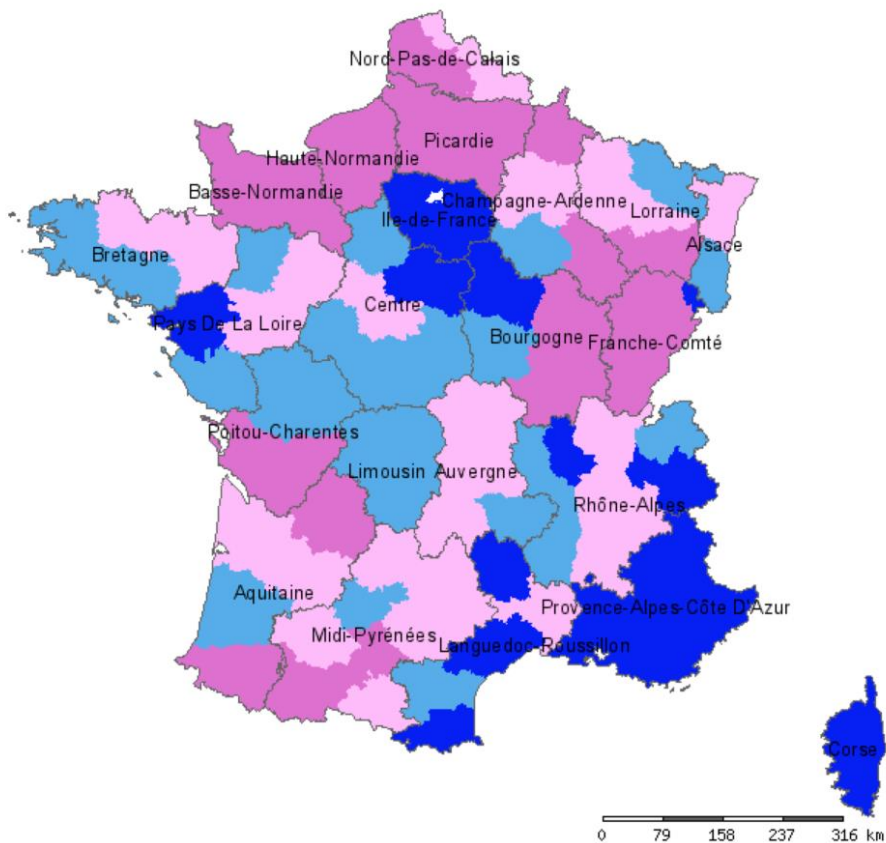 Nord-Pas-de-Calais
Picardie
Haute-Normandie
Basse-Normandie
Champagne-Ardenne
Ile-de-France
Lorraine
Alsace
Bretagne
Centre
Pays De La Loire
Bourgogne
Franche-Comté
Poitou-Charentes
Limousin
Auvergne
Rhône-Alpes
Aquitaine
Provence-Alpes-Côte D'Azur
Midi-Pyrénées
Languedoc-Roussillon
Corse
0 79 158 237 316 km